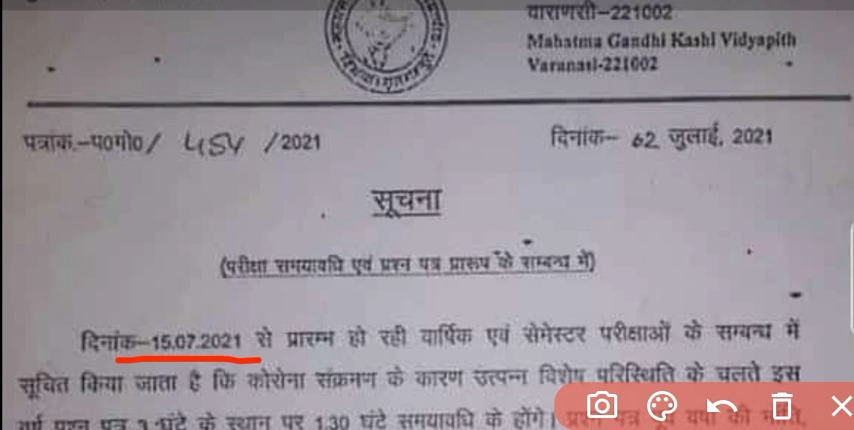 वाराणसी-221002
Mahatma Gandhi Kashi Vidyapith
Varanasi-221002
पत्रांक.-प०गो०/ 454 /2021
दिनांक- 02 जुलाई, 2021
सूचना
(परीक्षा समयावधि एवं प्रश्न पत्र प्रारूप के सम्बन्ध में)
दिनांक-15.07.2021 से प्रारम्भ हो रही वार्षिक एवं सेमेस्टर परीक्षाओं के सम्बन्ध में
सूचित किया जाता है कि कोरोना संक्रमण के कारण उत्पन्न विशेष परिस्थिति के चलते इस
वर्ष प्रश्न पत्र 3 घंटे के स्थान पर 1.30 घंटे समयावधि के होंगे।